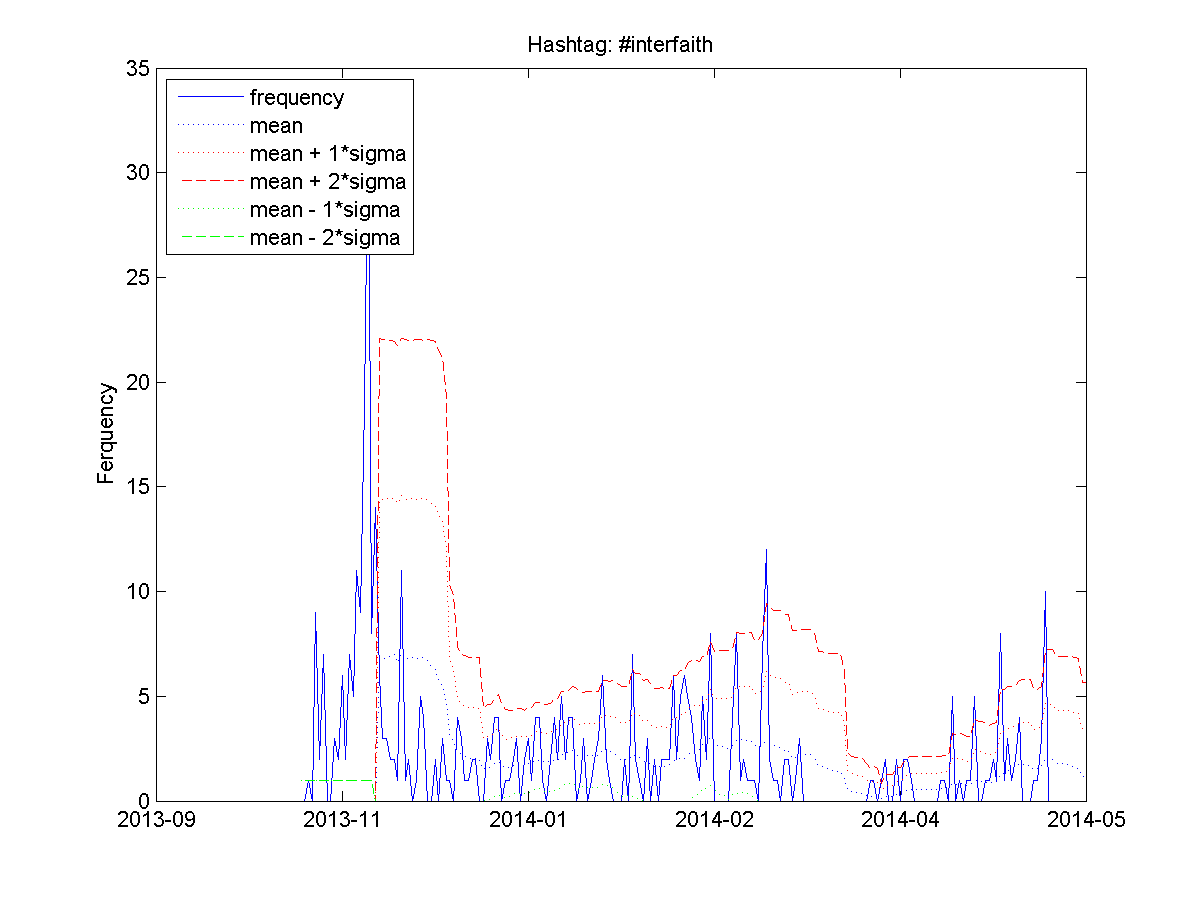 Hashtag: #interfaith
35
30
25
20
15
10
5
0
Ferquency
frequency
mean
mean + 1*sigma
mean + 2*sigma
mean - 1*sigma
mean - 2*sigma
2013-09 2013-11 2014-01 2014-02 2014-04 2014-05